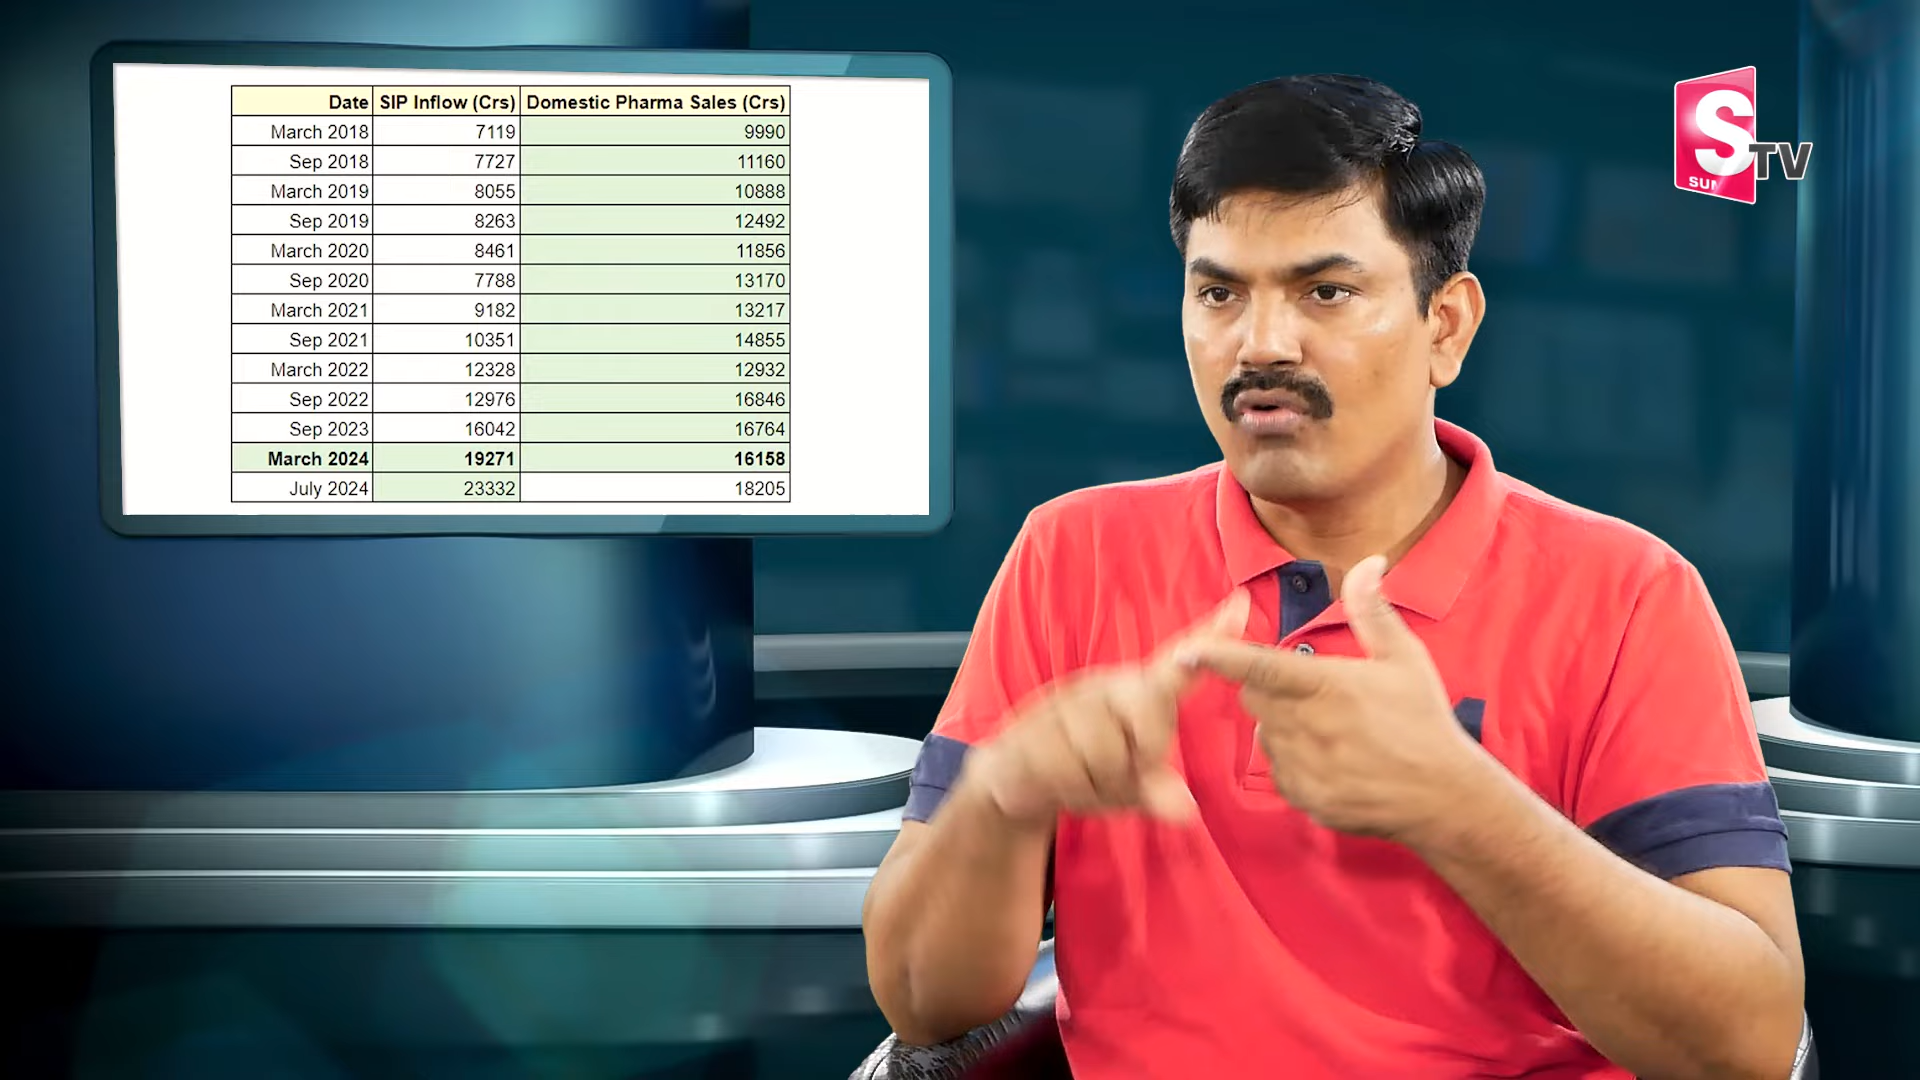 Date SIP Inflow (Crs) Domestic Pharma Sales (Crs)
March 2018 7119 9990
Sep 2018 7727 11160
March 2019 8055 10888
Sep 2019 8263 12492
March 2020 8461 11856
Sep 2020 7788 13170
March 2021 9182 13217
Sep 2021 10351 14855
March 2022 12328 12932
Sep 2022 12976 16846
Sep 2023 16042 16764
March 2024 19271 16158
July 2024 23332 18205
S TV
SUN